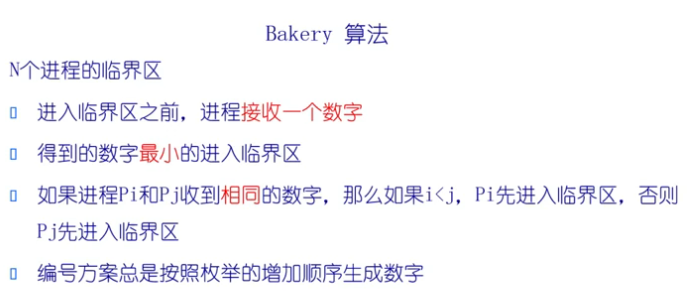 Bakery 算法
N个进程的临界区
▯ 进入临界区之前，进程接收一个数字
▯ 得到的数字最小的进入临界区
▯ 如果进程Pi和Pj收到相同的数字，那么如果i<j，Pi先进入临界区，否则
Pj先进入临界区
▯ 编号方案总是按照枚举的增加顺序生成数字